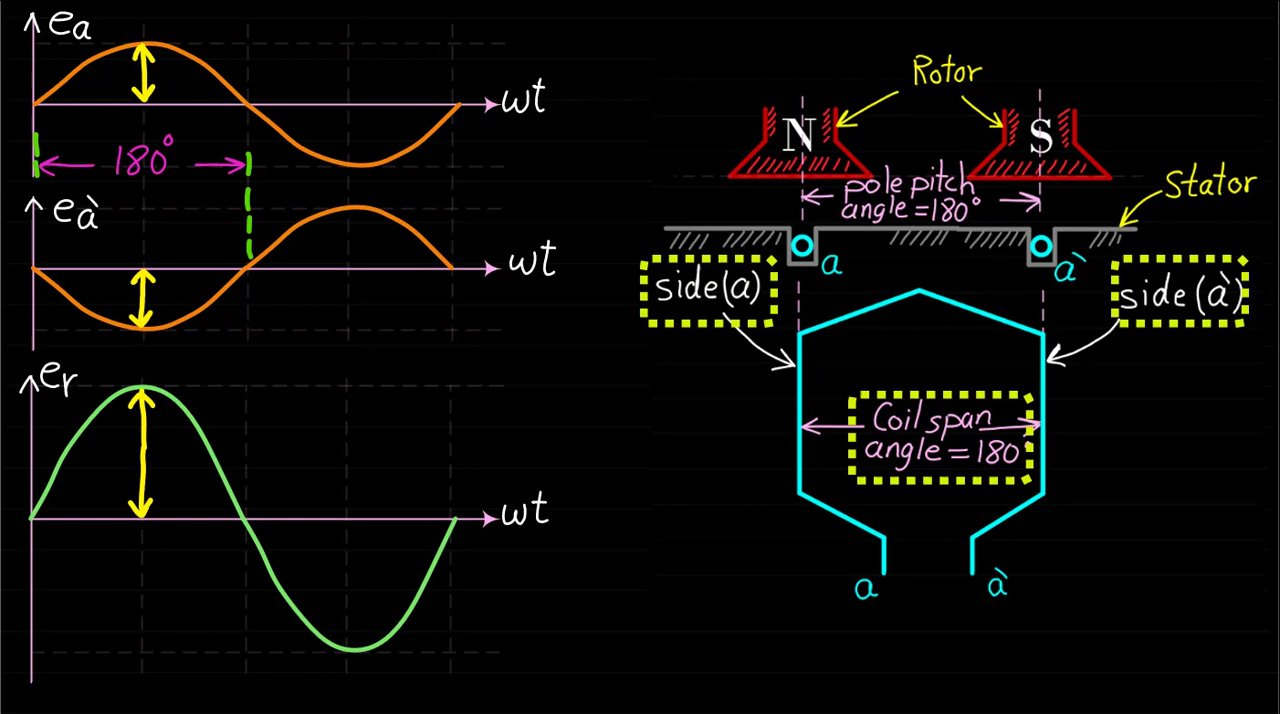 eₐ
ωt
180°
eₐ̀
ωt
eᵣ
ωt
Rotor
N
S
pole pitch
angle=180°
Stator
a
à
side(a)
side(à)
Coil span
angle=180
a
à